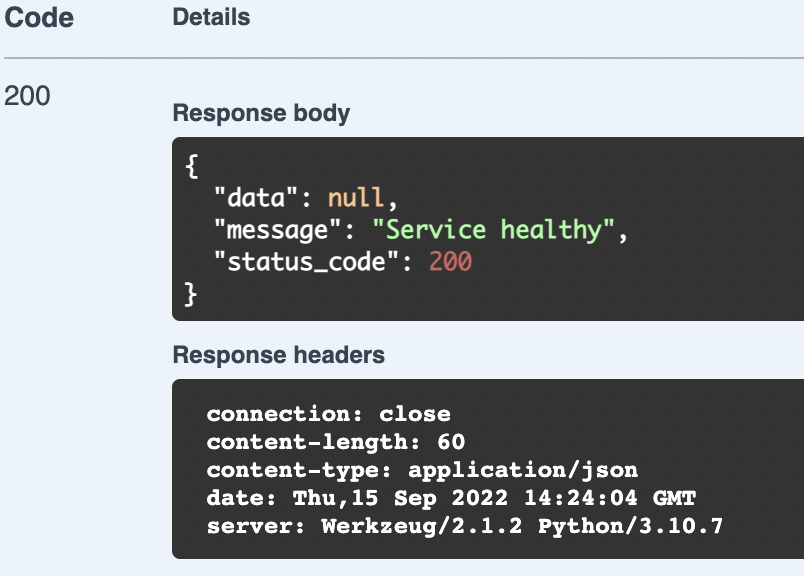 Code Details
200
Response body
{
  "data": null,
  "message": "Service healthy",
  "status_code": 200
}
Response headers
connection: close
content-length: 60
content-type: application/json
date: Thu,15 Sep 2022 14:24:04 GMT
server: Werkzeug/2.1.2 Python/3.10.7